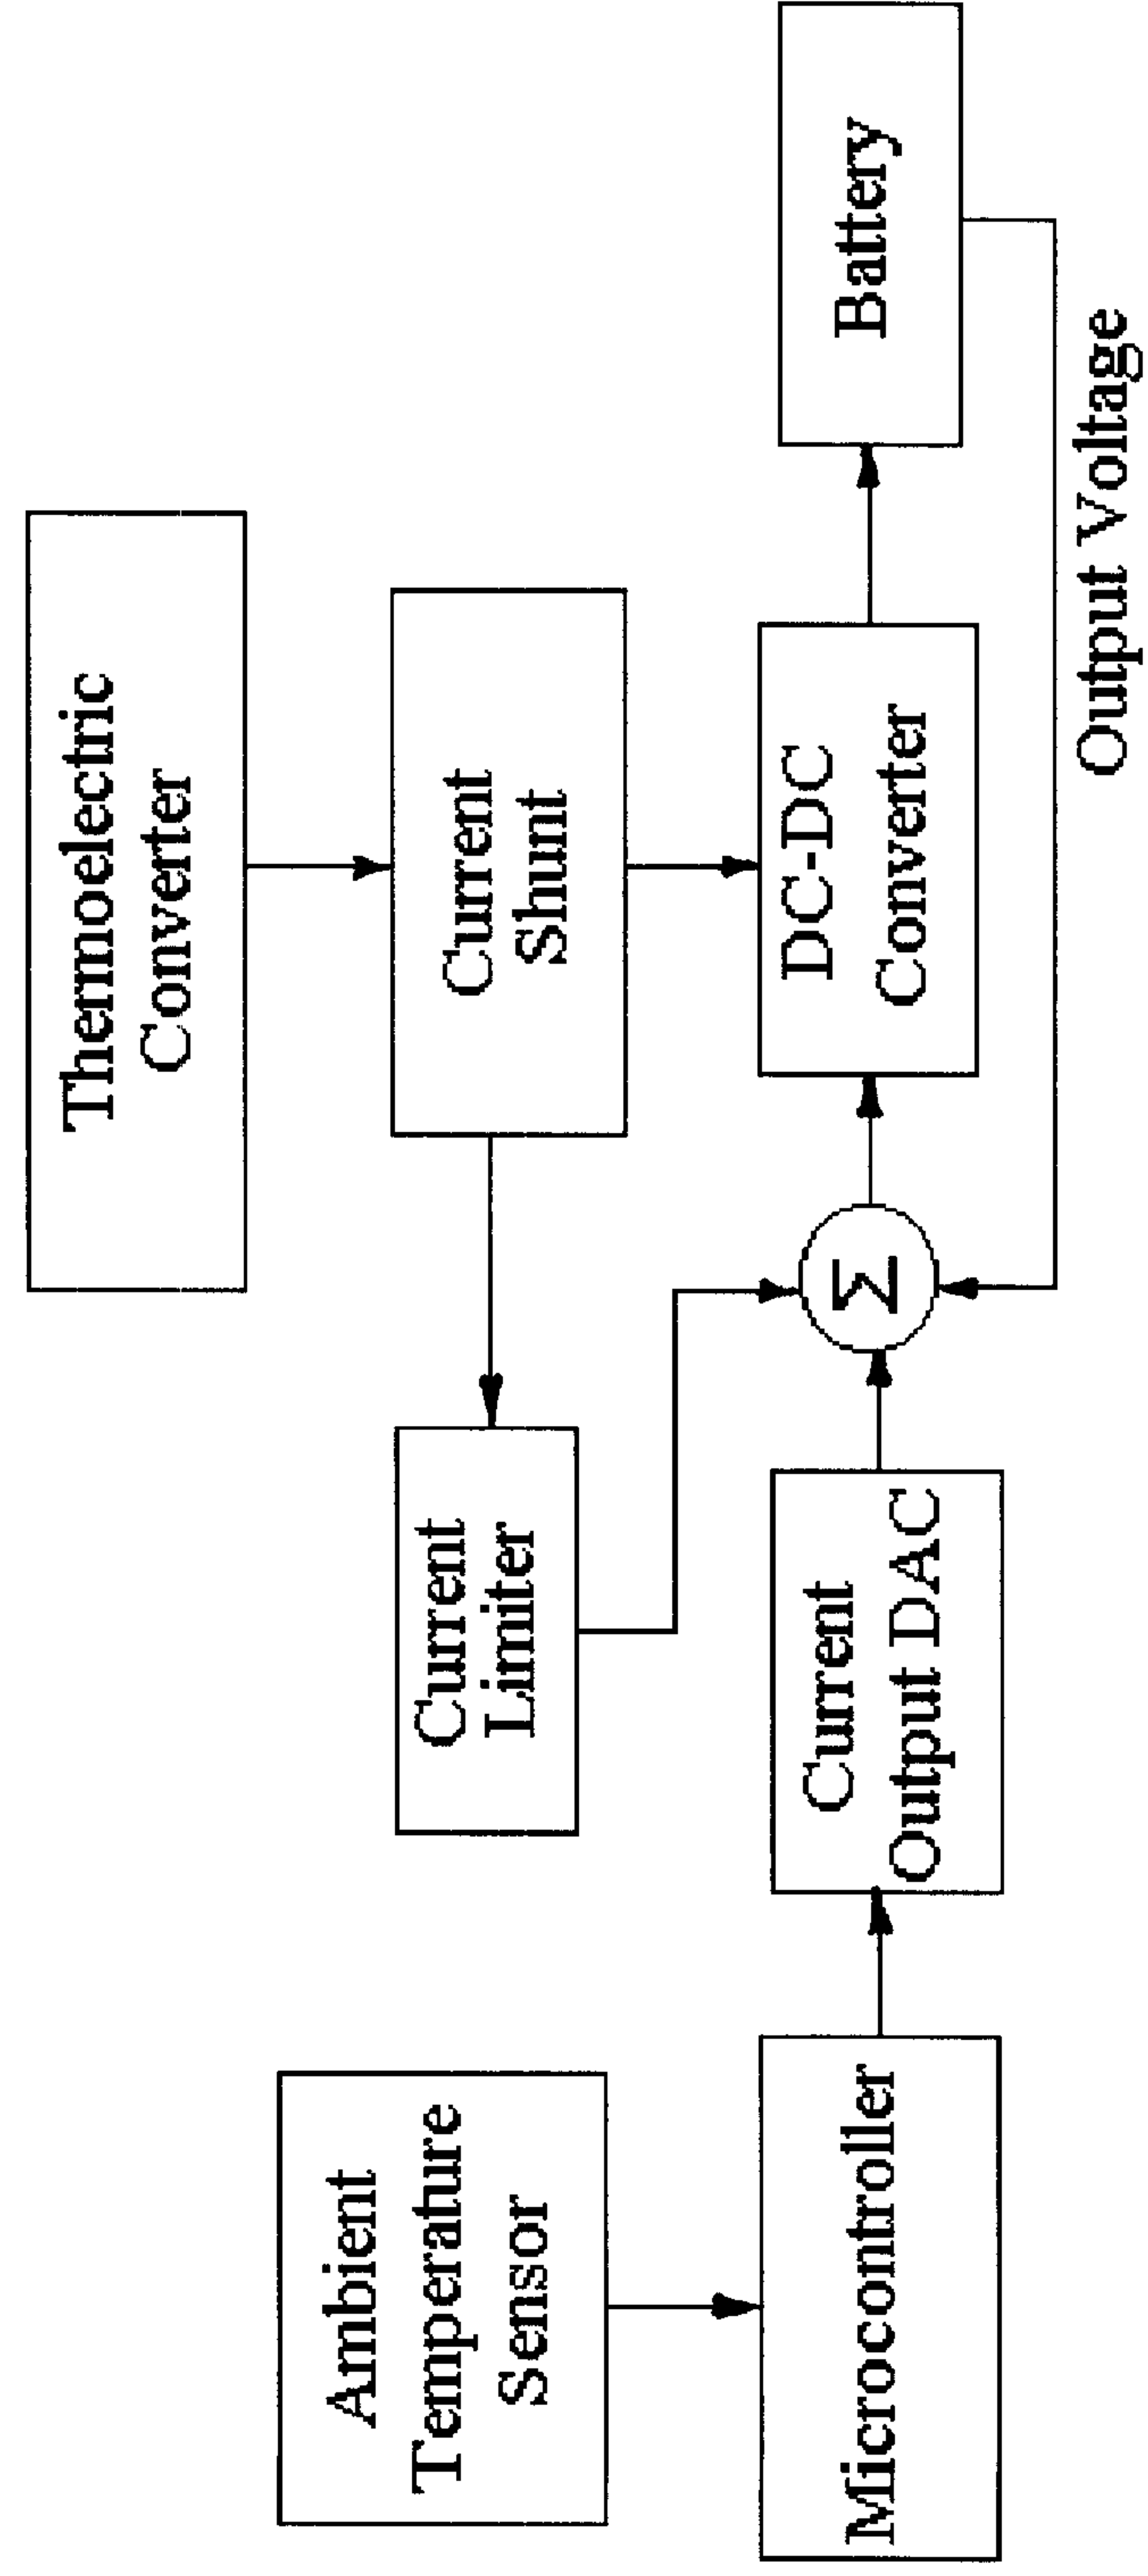 Thermoelectric
Converter
Ambient
Temperature
Sensor
Current
Limiter
Current
Shunt
Microcontroller
Current
Output DAC
Σ
DC-DC
Converter
Battery
Output Voltage